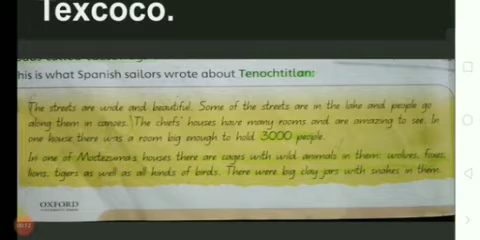 Texcoco.
his is what Spanish sailors wrote about Tenochtitlan:
The streets are wide and beautiful. Some of the streets are in the lake and people go
along them in canoes. The chiefs' houses have many rooms and are amazing to see. In
one house there was a room big enough to hold 3000 people.
In one of Moctezuma's houses there are cages with wild animals in them: wolves, foxes,
lions, tigers as well as all kinds of birds. There were big clay jars with snakes in them.
OXFORD